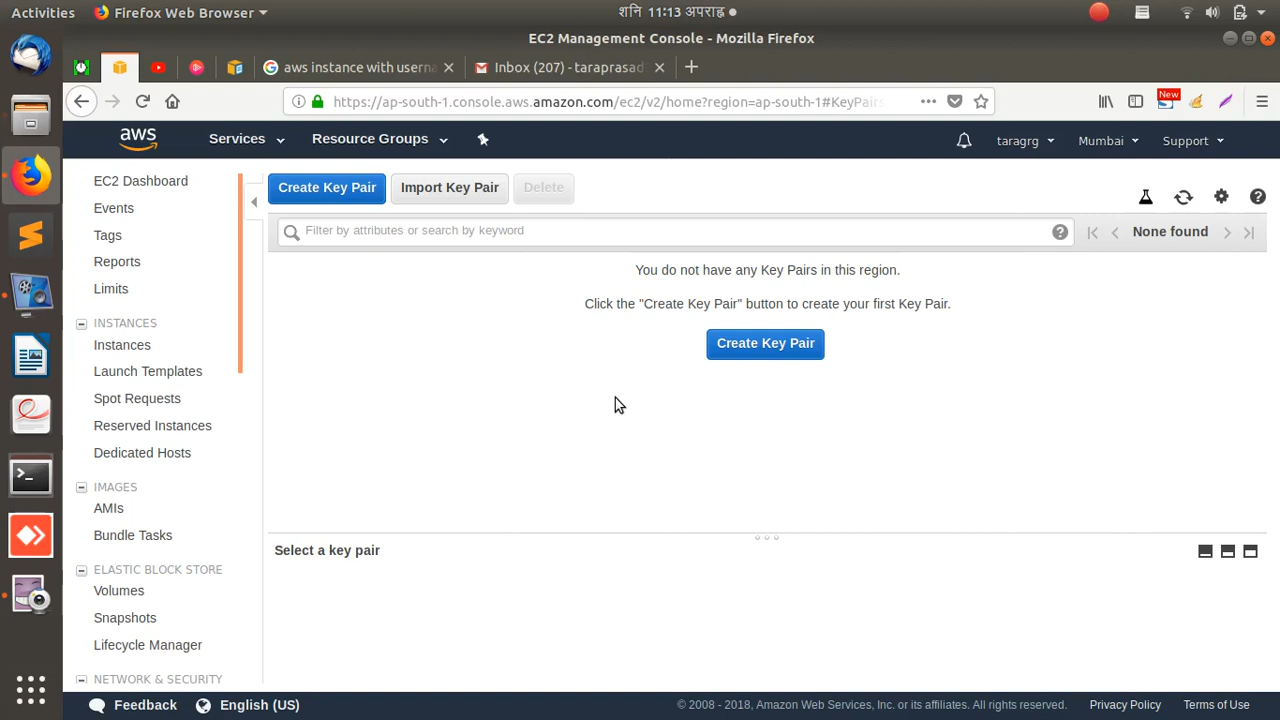 Activities
Firefox Web Browser
शनि 11:13 अपराह्न
EC2 Management Console - Mozilla Firefox
aws instance with userna
Inbox (207) - taraprasad
https://ap-south-1.console.aws.amazon.com/ec2/v2/home?region=ap-south-1#KeyPairs
New
aws
Services
Resource Groups
taragrg
Mumbai
Support
EC2 Dashboard
Events
Tags
Reports
Limits
INSTANCES
Instances
Launch Templates
Spot Requests
Reserved Instances
Dedicated Hosts
IMAGES
AMIs
Bundle Tasks
ELASTIC BLOCK STORE
Volumes
Snapshots
Lifecycle Manager
NETWORK & SECURITY
Create Key Pair
Import Key Pair
Delete
Filter by attributes or search by keyword
None found
You do not have any Key Pairs in this region.
Click the "Create Key Pair" button to create your first Key Pair.
Create Key Pair
Select a key pair
Feedback
English (US)
© 2008 - 2018, Amazon Web Services, Inc. or its affiliates. All rights reserved.
Privacy Policy
Terms of Use